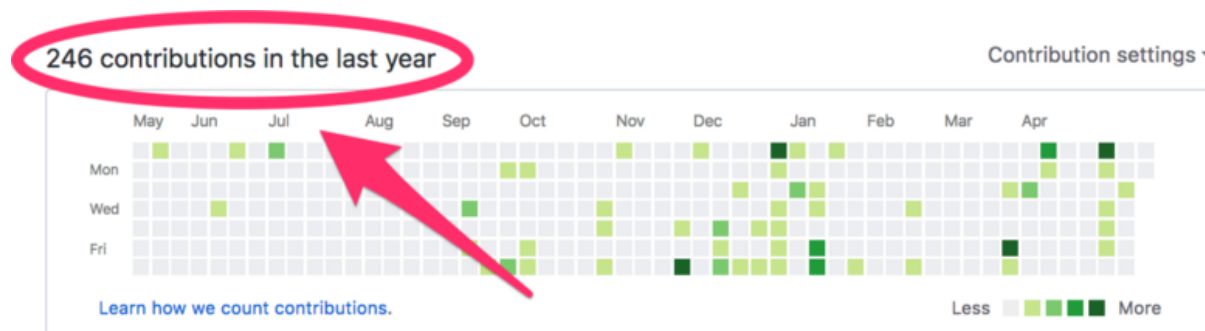 246 contributions in the last year
Contribution settings
May Jun Jul Aug Sep Oct Nov Dec Jan Feb Mar Apr
Mon
Wed
Fri
Learn how we count contributions.
Less More